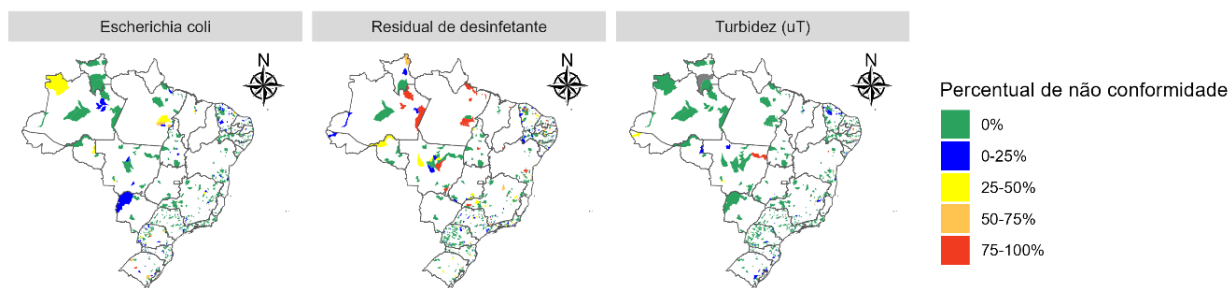 Escherichia coli
Residual de desinfetante
Turbidez (uT)
N
N
N
Percentual de não conformidade
0%
0-25%
25-50%
50-75%
75-100%